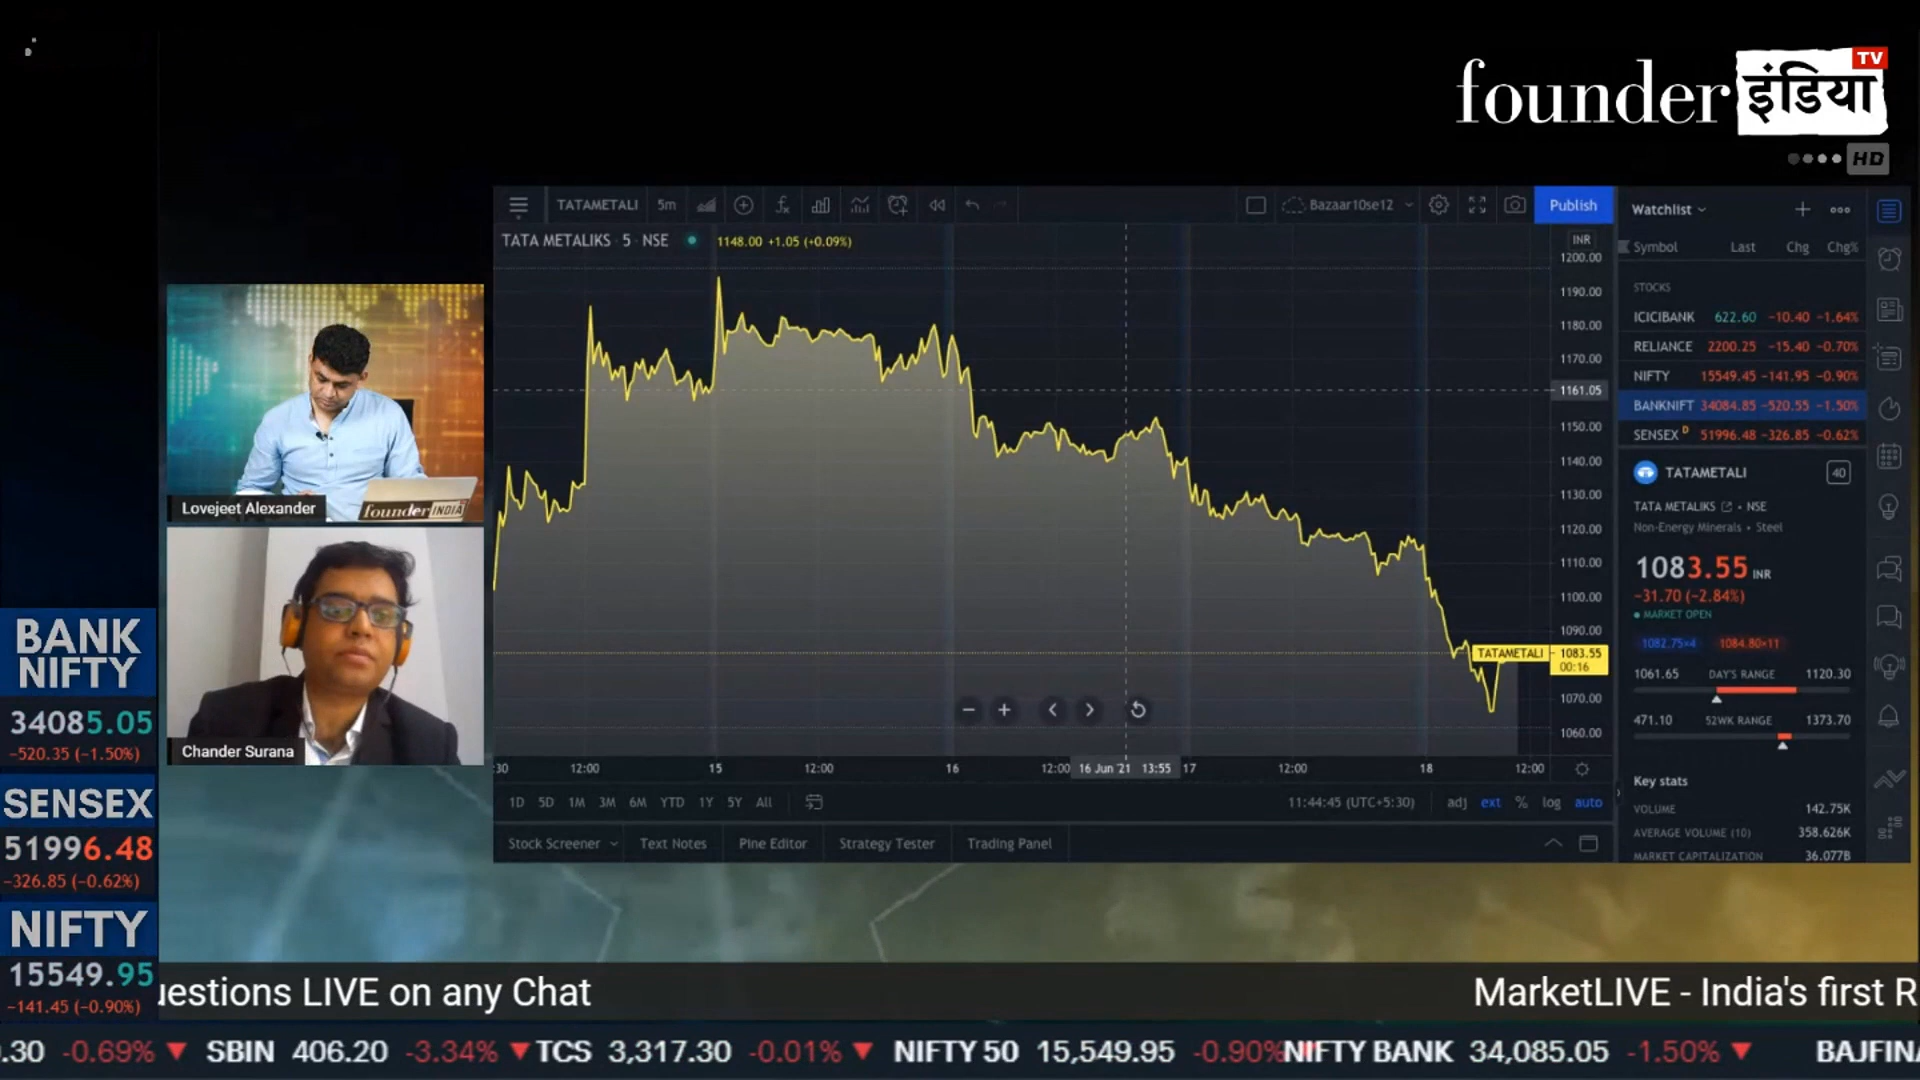 founder इंडिया TV
HD
TATAMETALI 5m Bazaar10se12 Publish
TATA METALIKS · 5 · NSE 1148.00 +1.05 (+0.09%)
INR
1200.00
1190.00
1180.00
1170.00
1161.05
1150.00
1140.00
1130.00
1120.00
1110.00
1100.00
1090.00
TATAMETALI 1083.55
00:16
1070.00
1060.00
:30 12:00 15 12:00 16 12:00 16 Jun '21 13:55 17 12:00 18 12:00
1D 5D 1M 3M 6M YTD 1Y 5Y All 11:44:45 (UTC+5:30) adj ext % log auto
Stock Screener Text Notes Pine Editor Strategy Tester Trading Panel
Watchlist
Symbol Last Chg Chg%
STOCKS
ICICIBANK 622.60 −10.40 −1.64%
RELIANCE 2200.25 −15.40 −0.70%
NIFTY 15549.45 −141.95 −0.90%
BANKNIFT 34084.85 −520.55 −1.50%
SENSEX D 51996.48 −326.85 −0.62%
TATAMETALI 40
TATA METALIKS • NSE
Non-Energy Minerals • Steel
1083.55 INR
−31.70 (−2.84%)
MARKET OPEN
1082.75×4 1084.80×11
1061.65 DAY'S RANGE 1120.30
471.10 52WK RANGE 1373.70
Key stats
VOLUME 142.75K
AVERAGE VOLUME (10) 358.626K
MARKET CAPITALIZATION 36.077B
founder INDIA
Lovejeet Alexander
Chander Surana
BANK
NIFTY
34085.05
−520.35 (−1.50%)
SENSEX
51996.48
−326.85 (−0.62%)
NIFTY
15549.95
−141.45 (−0.90%)
uestions LIVE on any Chat MarketLIVE - India's first R
.30 -0.69% ▼ SBIN 406.20 -3.34% ▼ TCS 3,317.30 -0.01% ▼ NIFTY 50 15,549.95 -0.90% NIFTY BANK 34,085.05 -1.50% ▼ BAJFINA